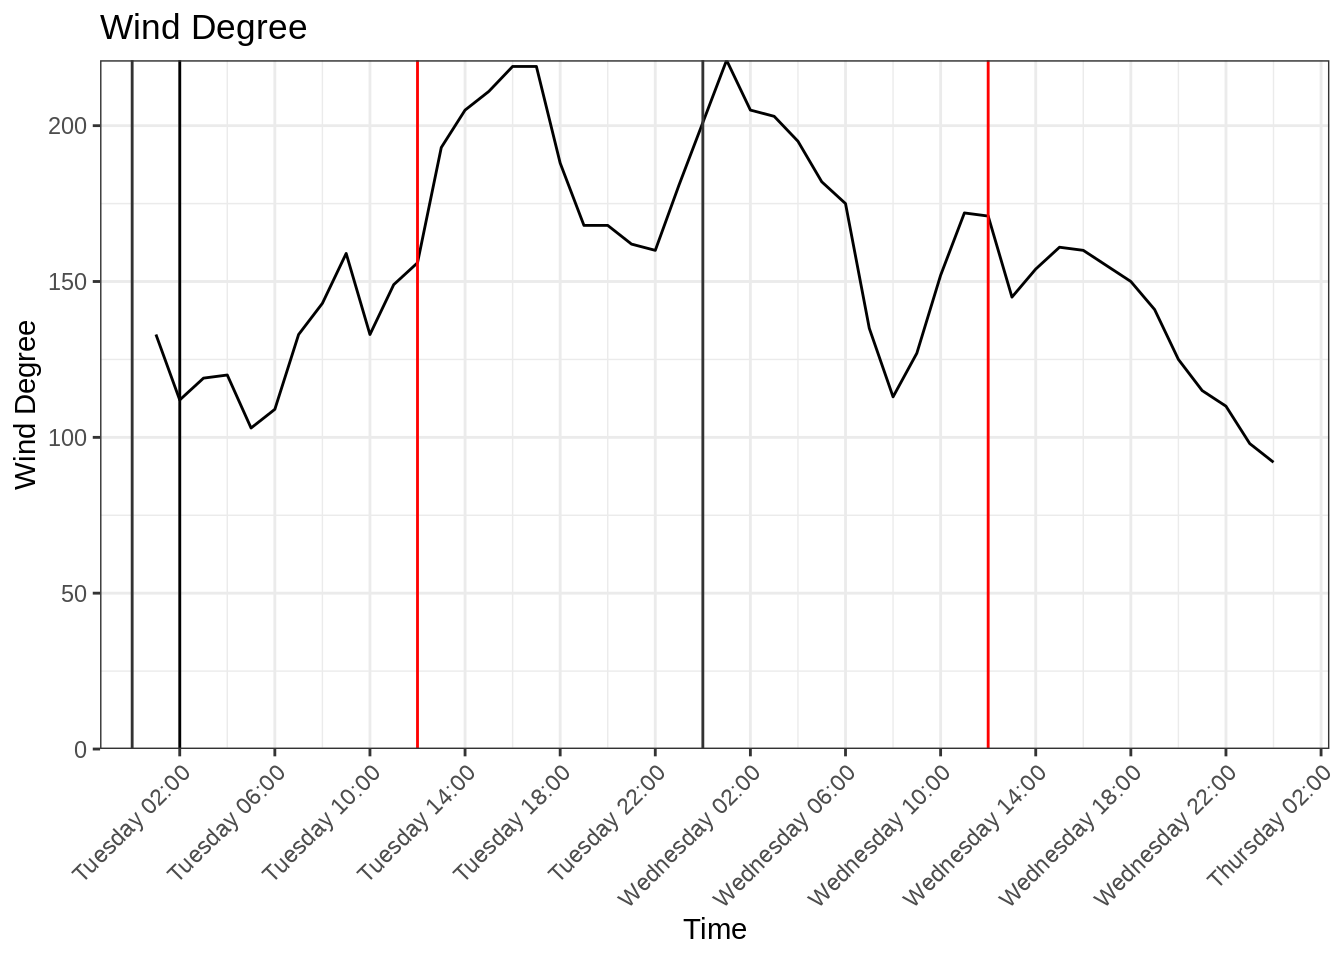 Wind Degree
Wind Degree
200
150
100
50
0
Tuesday 02:00
Tuesday 06:00
Tuesday 10:00
Tuesday 14:00
Tuesday 18:00
Tuesday 22:00
Wednesday 02:00
Wednesday 06:00
Wednesday 10:00
Wednesday 14:00
Wednesday 18:00
Wednesday 22:00
Thursday 02:00
Time